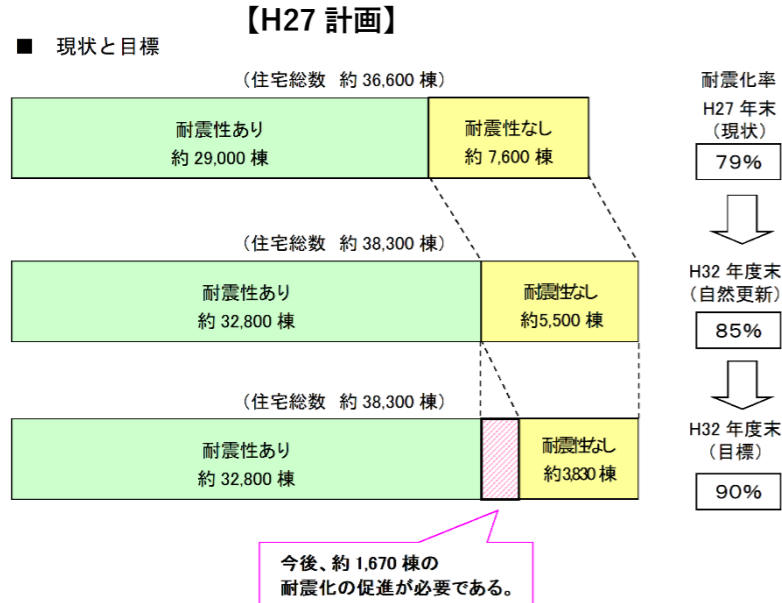 【H27 計画】
■ 現状と目標
（住宅総数 約 36,600 棟）
耐震化率
耐震性あり
約 29,000 棟
耐震性なし
約 7,600 棟
H27 年末
（現状）
79%
（住宅総数 約 38,300 棟）
耐震性あり
約 32,800 棟
耐震性なし
約5,500 棟
H32 年度末
（自然更新）
85%
（住宅総数 約 38,300 棟）
耐震性あり
約 32,800 棟
耐震性なし
約3,830 棟
H32 年度末
（目標）
90%
今後、約 1,670 棟の
耐震化の促進が必要である。